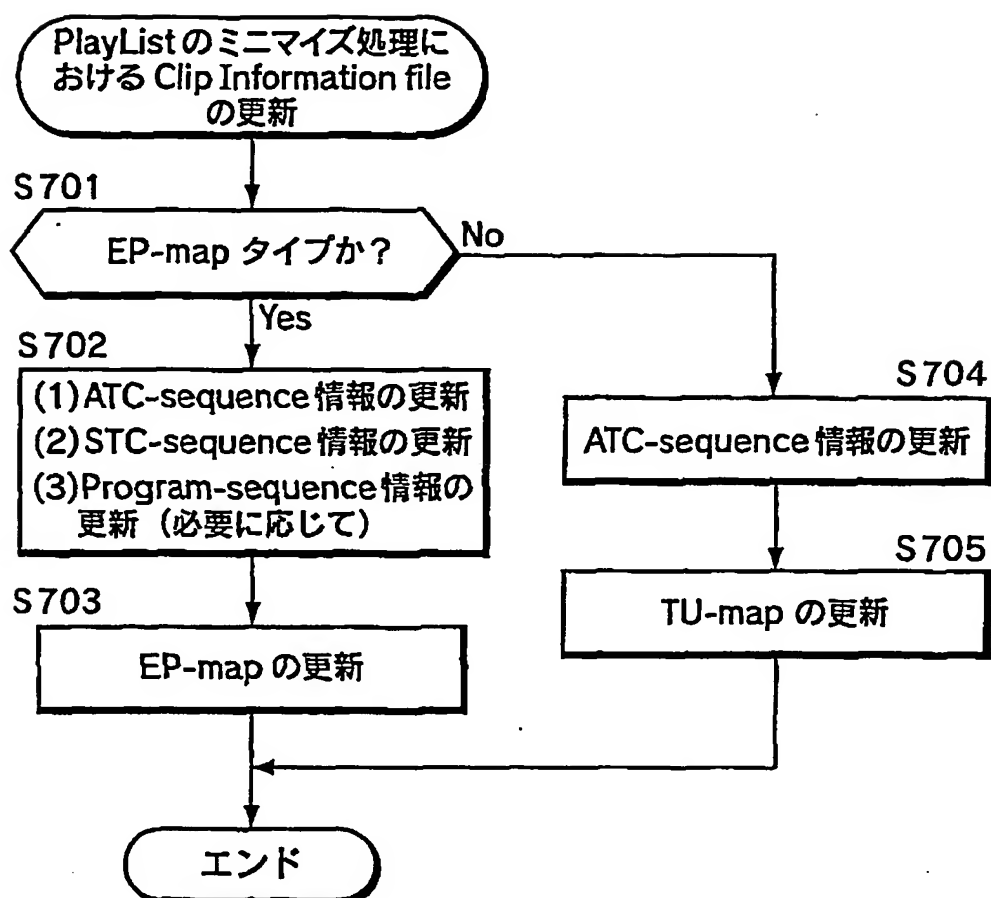 PlayListのミニマイズ処理に
おける Clip Information file
の更新
S701
EP-map タイプか？
No
Yes
S702
(1)ATC-sequence情報の更新
(2)STC-sequence情報の更新
(3)Program-sequence情報の
更新（必要に応じて）
S703
EP-map の更新
S704
ATC-sequence情報の更新
S705
TU-map の更新
エンド